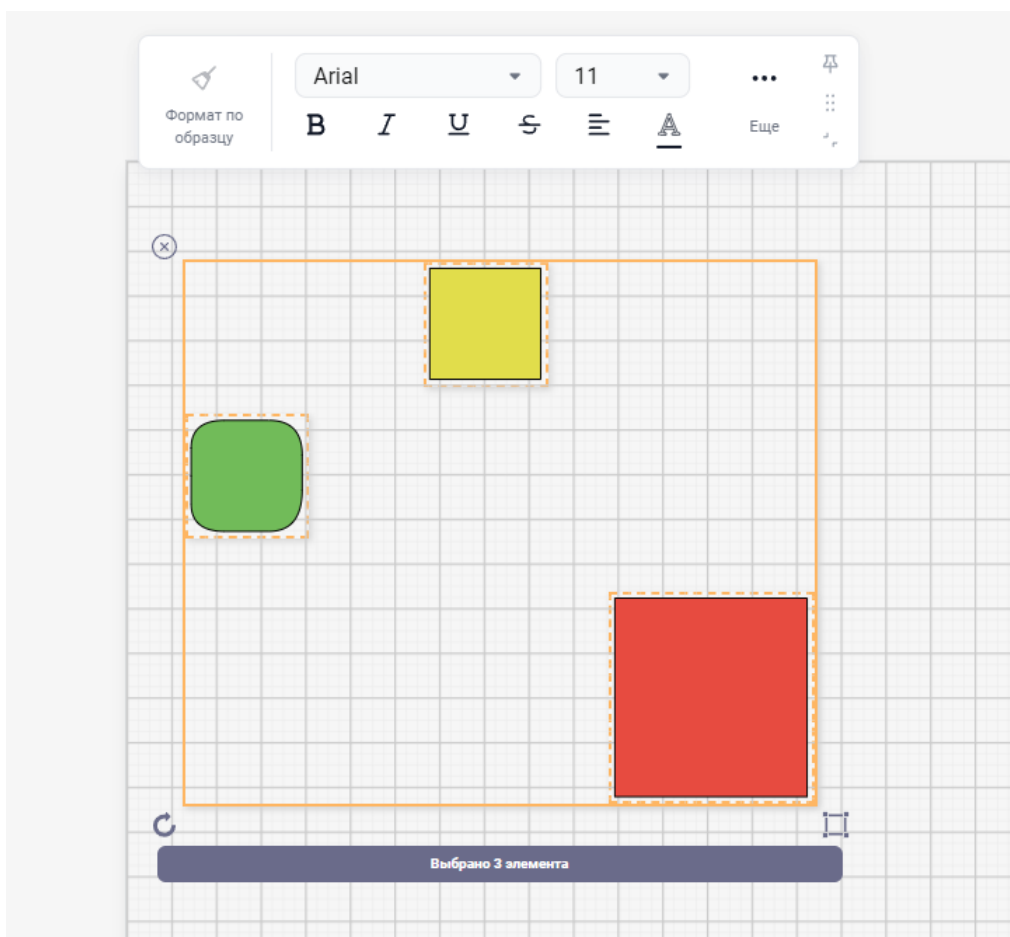 Arial
11
Формат по
образцу
B I U S A
Еще
Выбрано 3 элемента